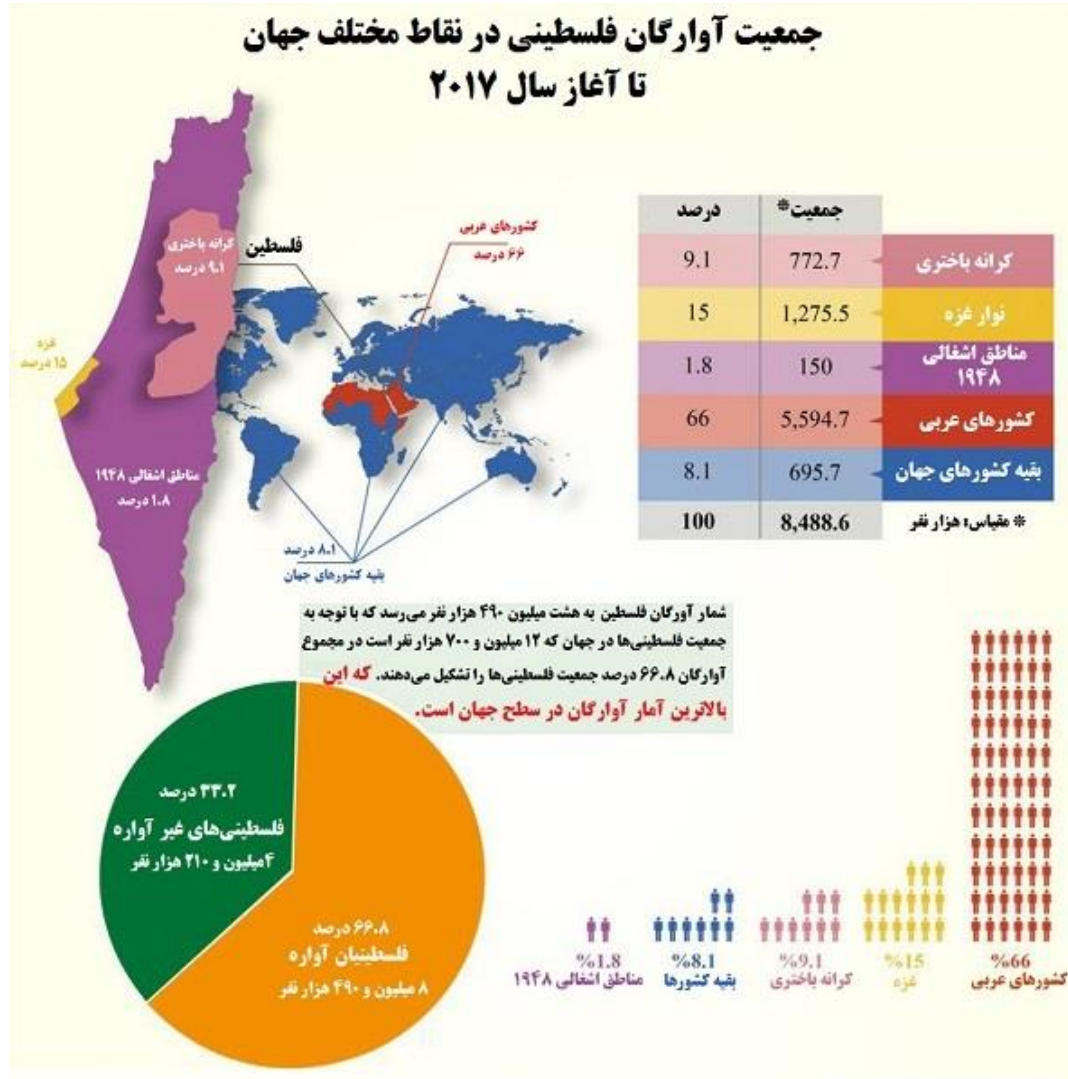 جمعیت آوارگان فلسطینی در نقاط مختلف جهان
تا آغاز سال ۲۰۱۷
جمعیت* درصد
کرانه باختری 772.7 9.1
نوار غزه 1,275.5 15
مناطق اشغالی
۱۹۴۸ 150 1.8
کشورهای عربی 5,594.7 66
بقیه کشورهای جهان 695.7 8.1
* مقیاس: هزار نفر 8,488.6 100
کشورهای عربی
۶۶ درصد
فلسطین
کرانه باختری
۹.۱ درصد
غزه
۱۵ درصد
مناطق اشغالی ۱۹۴۸
۱.۸ درصد
۸.۱ درصد
بقیه کشورهای جهان
شمار آورگان فلسطین به هشت میلیون ۴۹۰ هزار نفر می‌رسد که با توجه به
جمعیت فلسطینی‌ها در جهان که ۱۲ میلیون و ۷۰۰ هزار نفر است در مجموع
آوارگان ۶۶.۸ درصد جمعیت فلسطینی‌ها را تشکیل می‌دهند. که این
بالاترین آمار آوارگان در سطح جهان است.
۳۳.۲ درصد
فلسطینی‌های غیر آواره
۴میلیون و ۲۱۰ هزار نفر
۶۶.۸ درصد
فلسطینیان آواره
۸ میلیون و ۴۹۰ هزار نفر
%66
کشورهای عربی
%15
غزه
%9.1
کرانه باختری
%8.1
بقیه کشورها
%1.8
مناطق اشغالی ۱۹۴۸